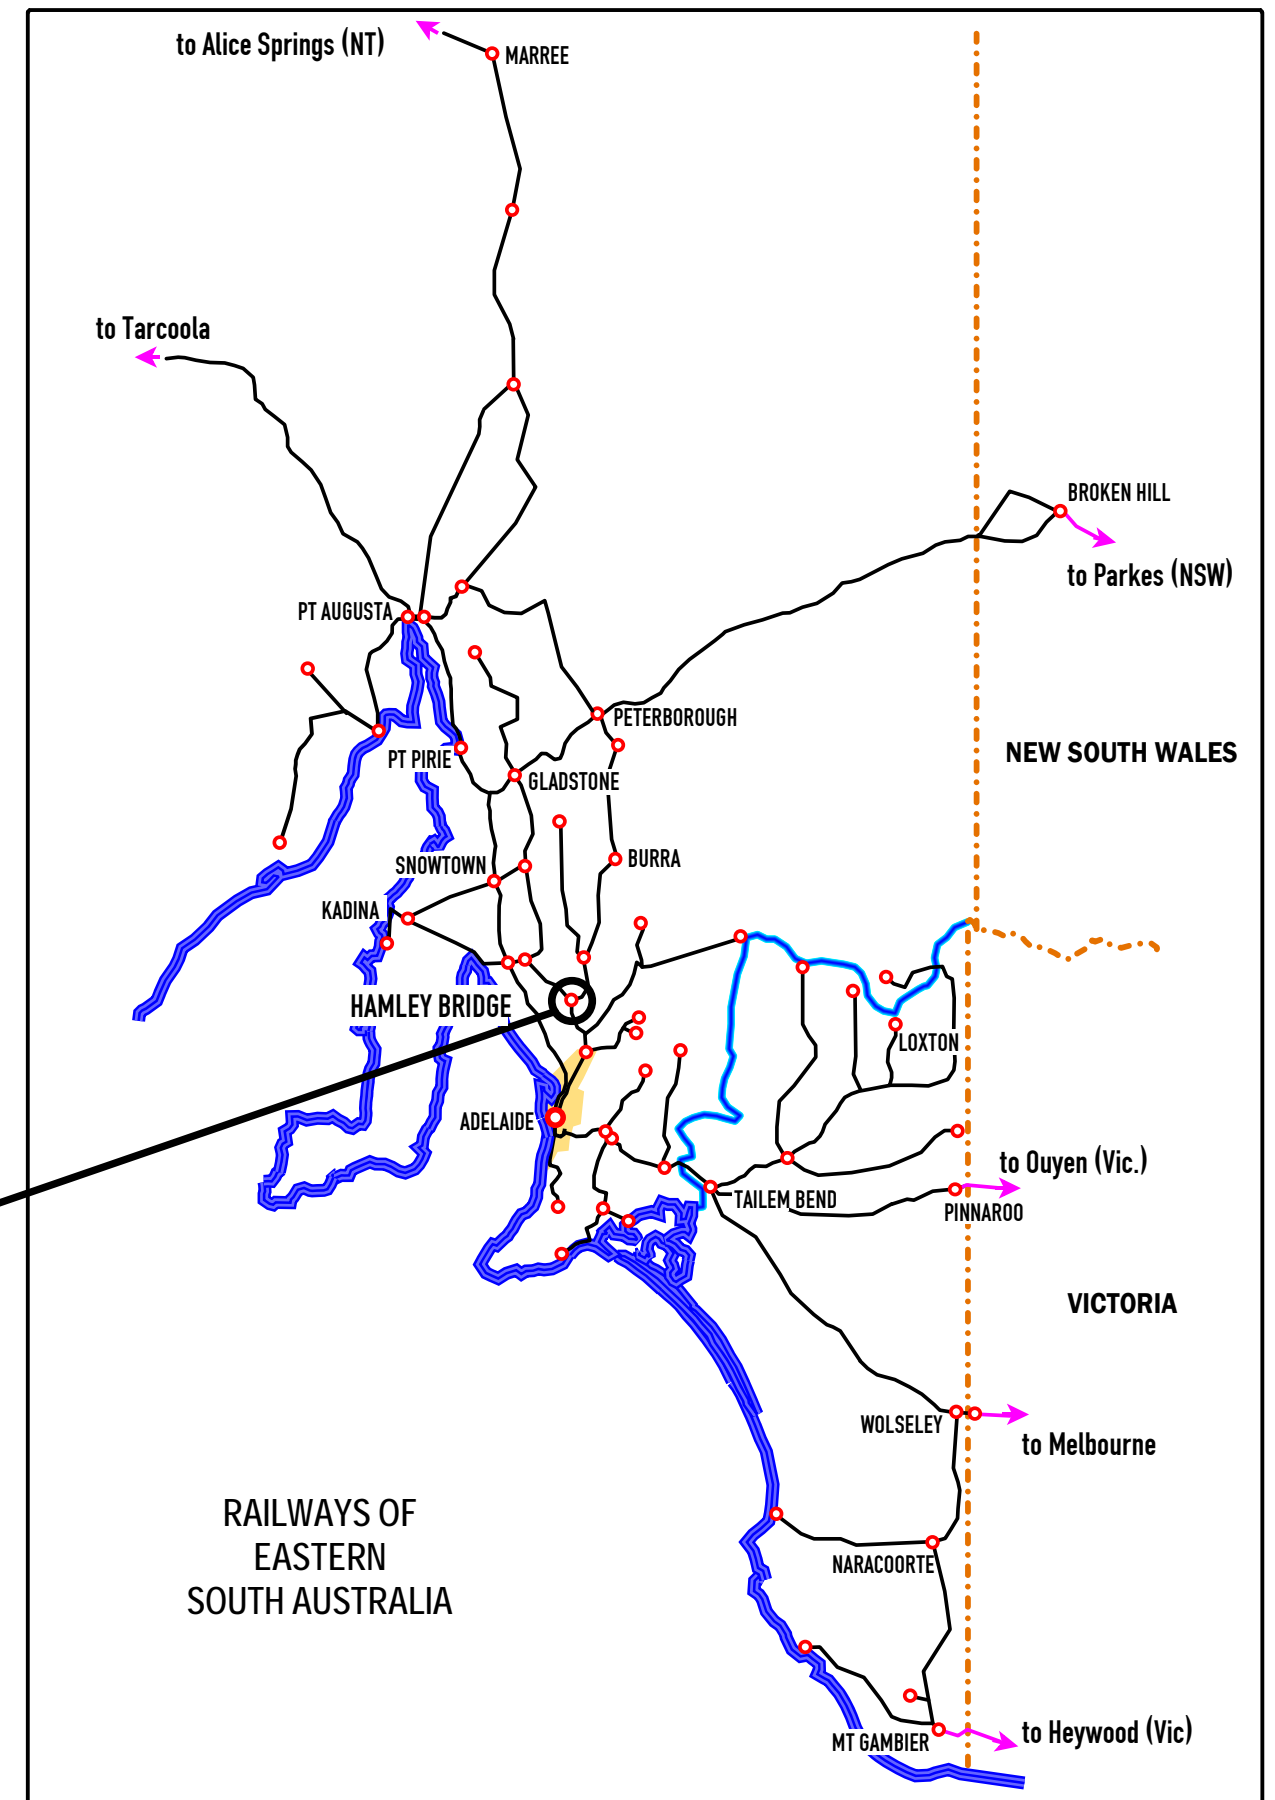 to Alice Springs (NT)
MARREE
to Tarcoola
BROKEN HILL
to Parkes (NSW)
PT AUGUSTA
PETERBOROUGH
NEW SOUTH WALES
PT PIRIE
GLADSTONE
SNOWTOWN
BURRA
KADINA
HAMLEY BRIDGE
LOXTON
ADELAIDE
to Ouyen (Vic.)
TAILEM BEND
PINNAROO
VICTORIA
WOLSELEY
to Melbourne
RAILWAYS OF
EASTERN
SOUTH AUSTRALIA
NARACOORTE
MT GAMBIER
to Heywood (Vic)